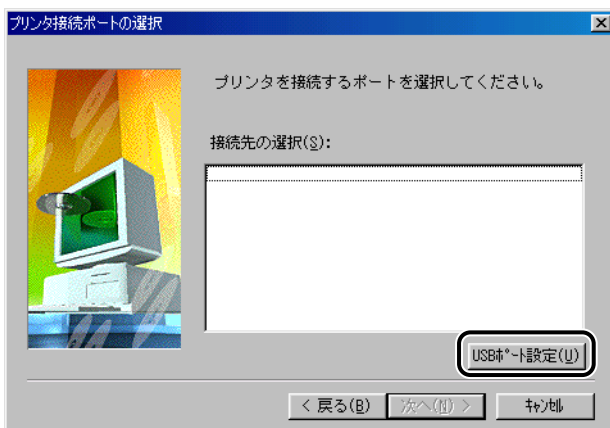 プリンタ接続ポートの選択
プリンタを接続するポートを選択してください。
接続先の選択(S):
USBﾎﾟｰﾄ設定(U)
< 戻る(B)
次へ(N) >
ｷｬﾝｾﾙ